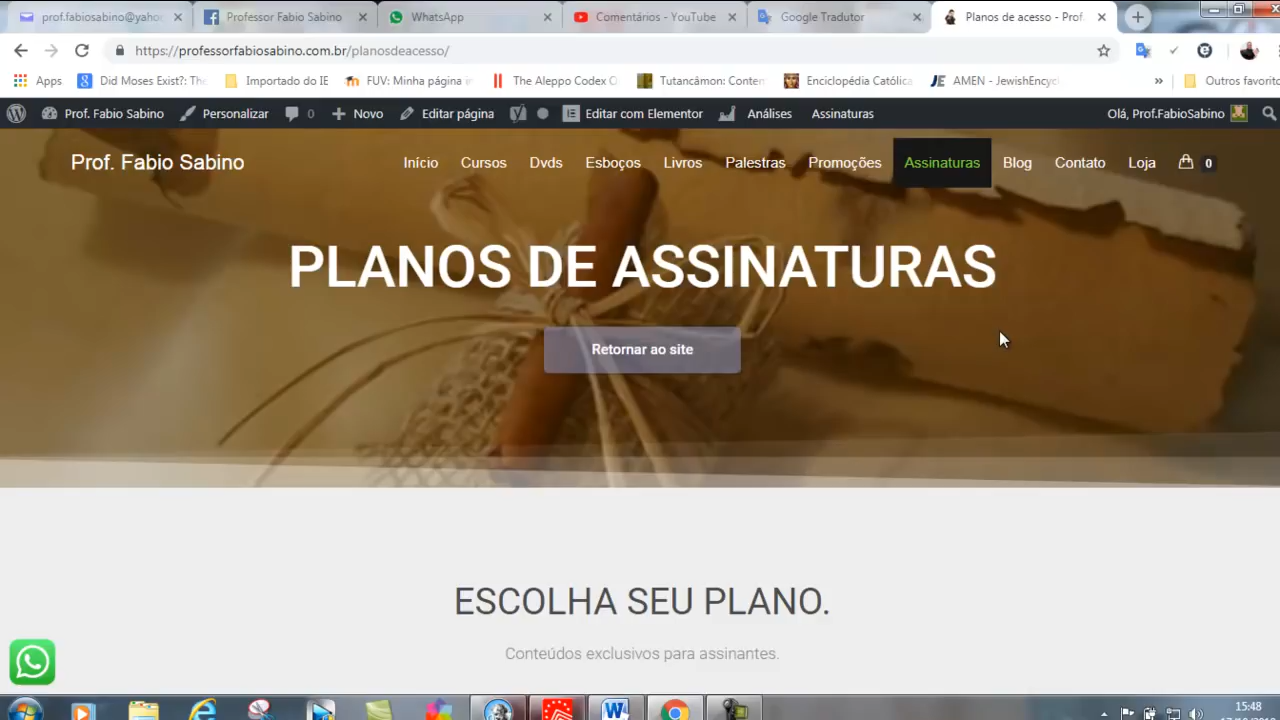 prof.fabiosabino@yaho
Professor Fabio Sabino
WhatsApp
Comentários - YouTube
Google Tradutor
Planos de acesso - Prof.
https://professorfabiosabino.com.br/planosdeacesso/
Apps
Did Moses Exist?: The
Importado do IE
FUV: Minha página in
The Aleppo Codex O
Tutancâmon: Conten
Enciclópédia Católica
AMEN - JewishEncyc
»
Outros favorito
Prof. Fabio Sabino
Personalizar
0
Novo
Editar página
Editar com Elementor
Análises
Assinaturas
Olá, Prof.FabioSabino
Prof. Fabio Sabino
Início
Cursos
Dvds
Esboços
Livros
Palestras
Promoções
Assinaturas
Blog
Contato
Loja
0
PLANOS DE ASSINATURAS
Retornar ao site
ESCOLHA SEU PLANO.
Conteúdos exclusivos para assinantes.
15:48